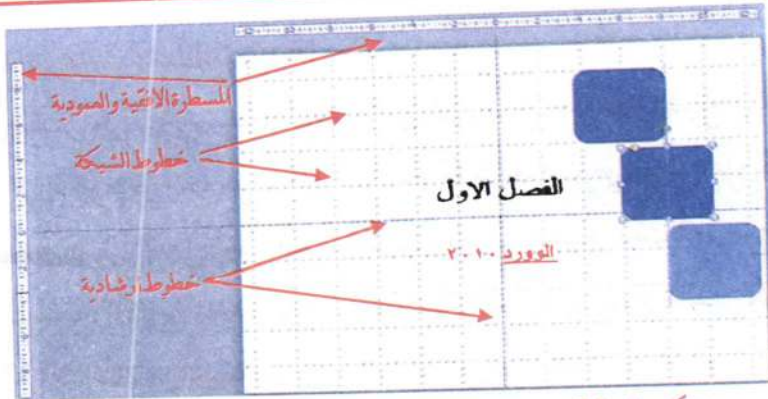 المسطرة الافقية والعمودية
خطوط الشبكة
الفصل الاول
الوورد ٢٠١٠
خطوط ارشادية